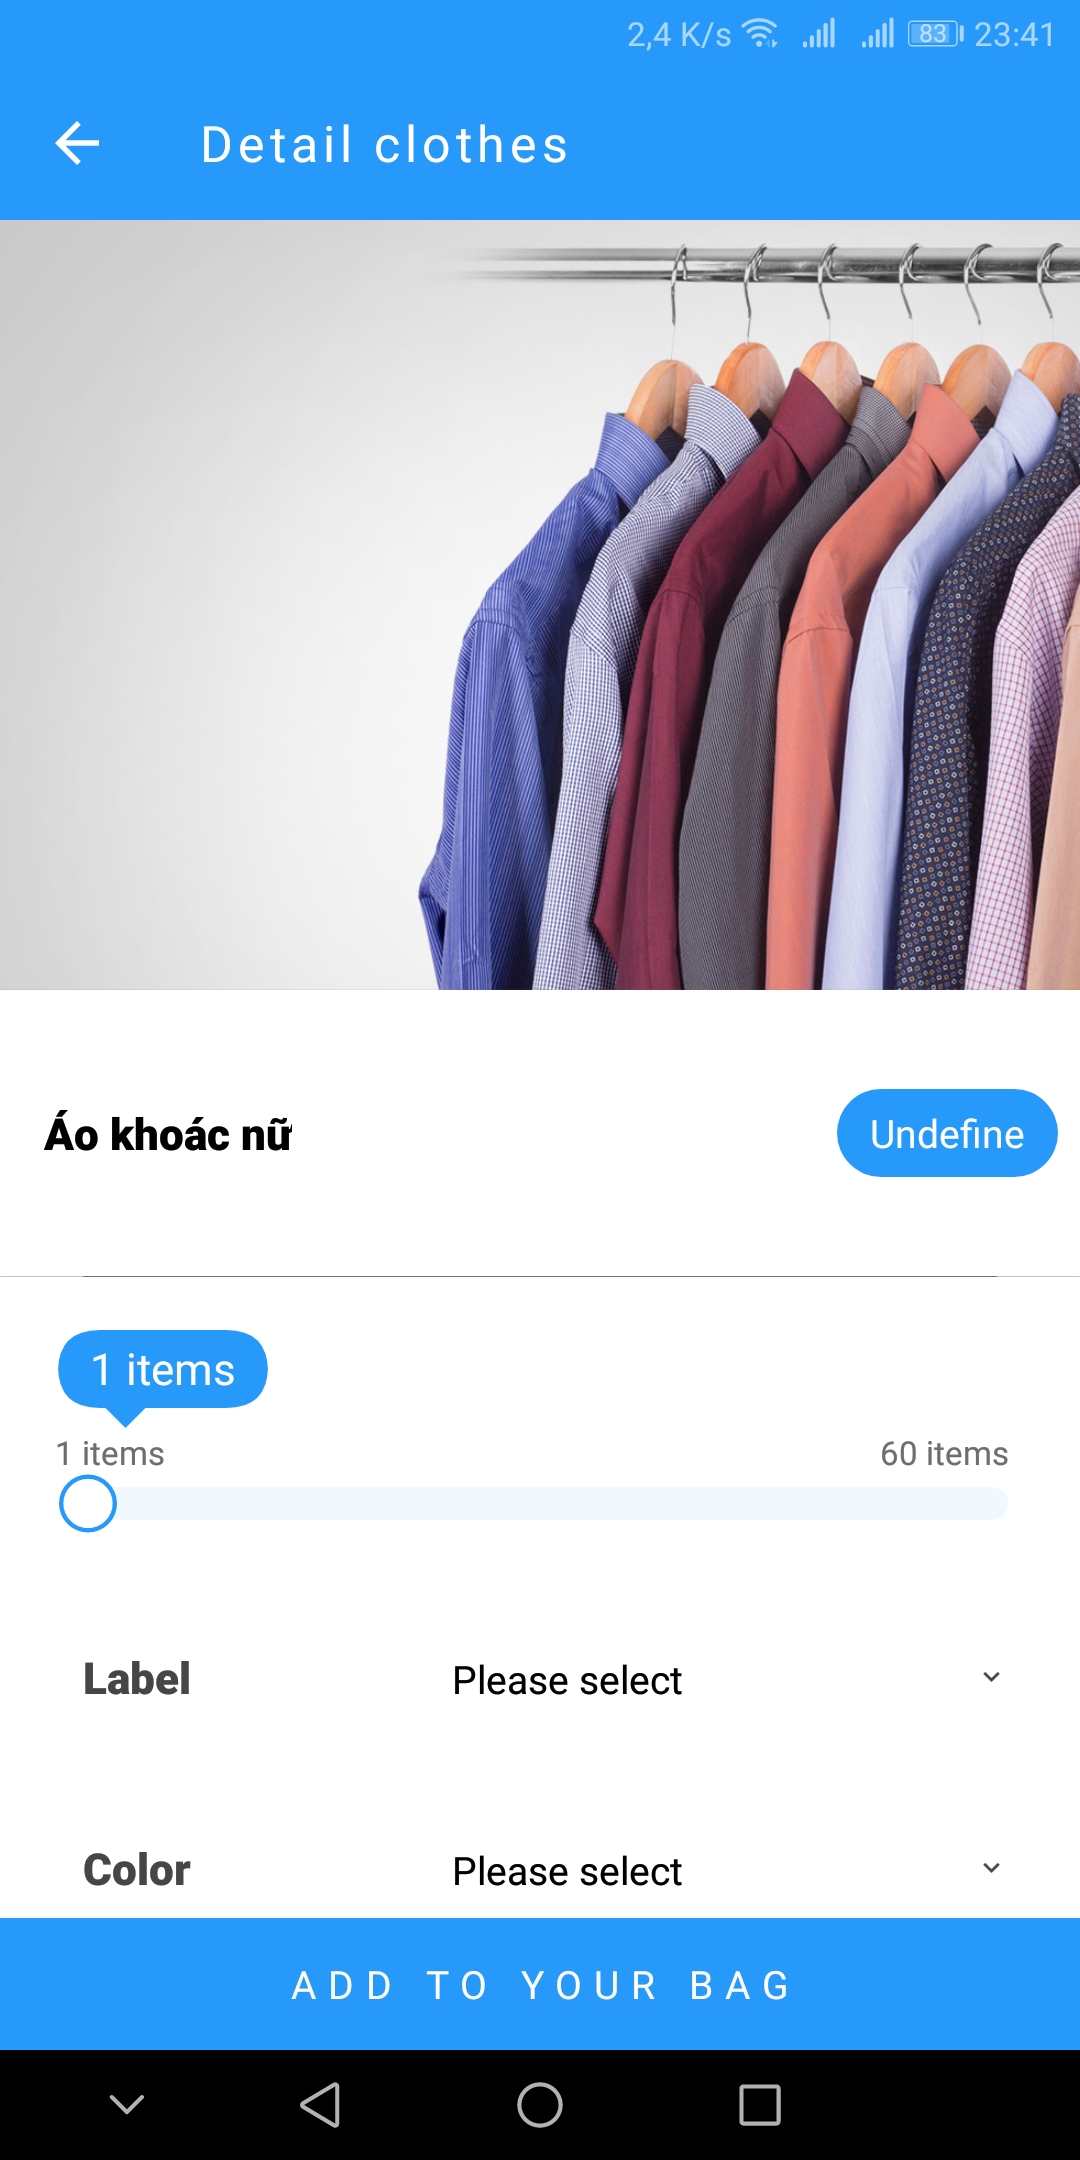 2,4 K/s 83 23:41
Detail clothes
Áo khoác nữ
Undefine
1 items
1 items 60 items
Label Please select
Color Please select
ADD TO YOUR BAG